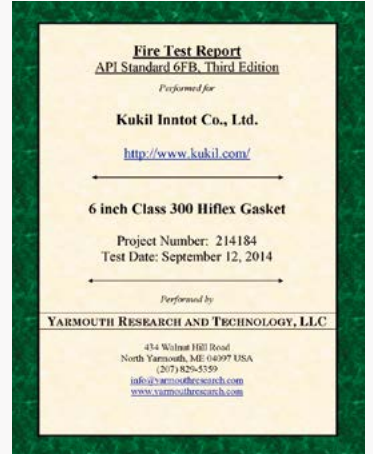 Fire Test Report
API Standard 6FB, Third Edition
Performed for
Kukil Inntot Co., Ltd.
http://www.kukil.com/
6 inch Class 300 Hiflex Gasket
Project Number: 214184
Test Date: September 12, 2014
Performed by
YARMOUTH RESEARCH AND TECHNOLOGY, LLC
434 Walnut Hill Road
North Yarmouth, ME 04097 USA
(207) 829-5359
info@yarmouthresearch.com
www.yarmouthresearch.com